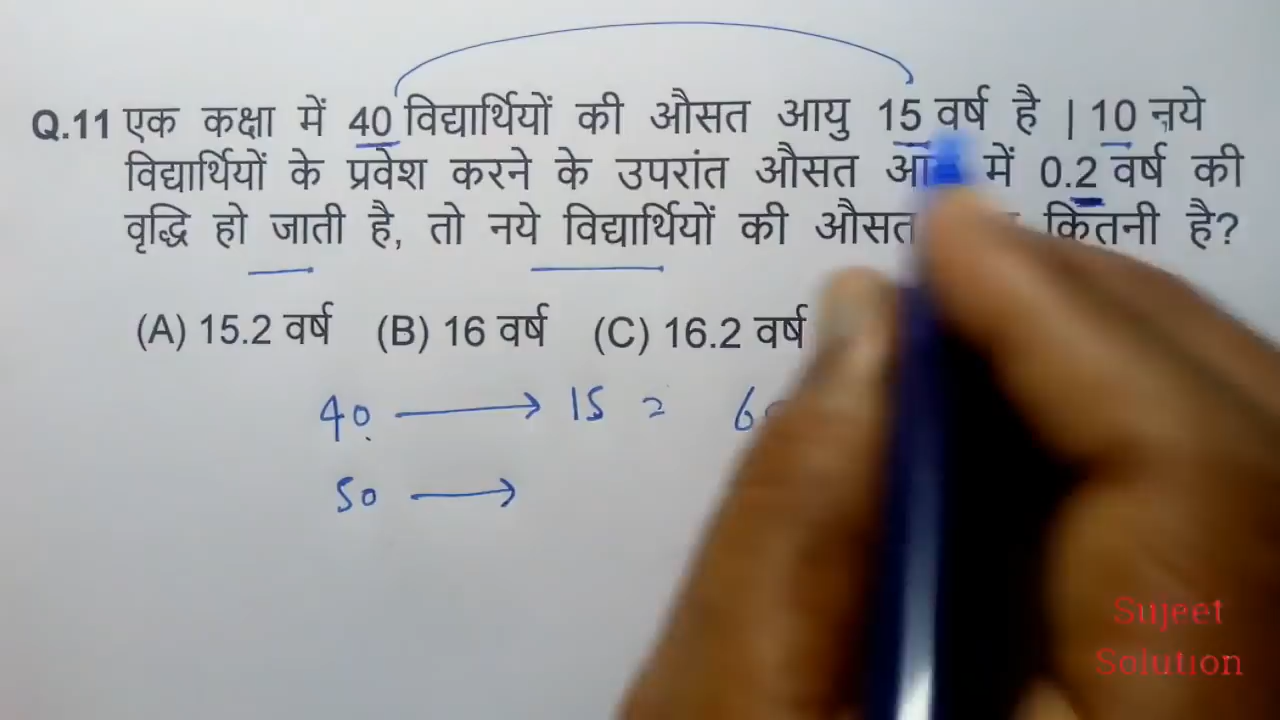 Q.11 एक कक्षा में 40 विद्यार्थियों की औसत आयु 15 वर्ष है | 10 नये
विद्यार्थियों के प्रवेश करने के उपरांत औसत में 0.2 वर्ष की
वृद्धि हो जाती है, तो नये विद्यार्थियों की औसत कितनी है?
(A) 15.2 वर्ष (B) 16 वर्ष (C) 16.2 वर्ष
40 → 15 =
50 →
Sujeet
Solution